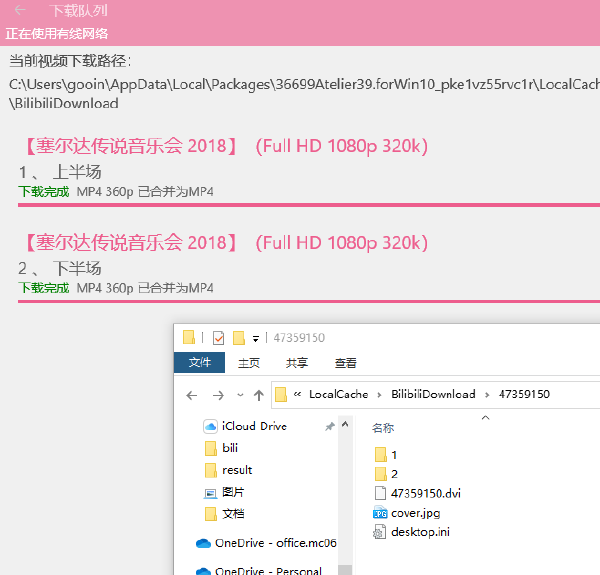 下载队列
正在使用有线网络
当前视频下载路径：
C:\Users\gooin\AppData\Local\Packages\36699Atelier39.forWin10_pke1vz55rvc1r\LocalCache
\BilibiliDownload
【塞尔达传说音乐会 2018】（Full HD 1080p 320k）
1 、 上半场
下载完成 MP4 360p 已合并为MP4
【塞尔达传说音乐会 2018】（Full HD 1080p 320k）
2 、 下半场
下载完成 MP4 360p 已合并为MP4
47359150
文件 主页 共享 查看
« LocalCache › BilibiliDownload › 47359150
iCloud Drive
bili
result
图片
文档
OneDrive - office.mc06
OneDrive - Personal
名称
1
2
47359150.dvi
cover.jpg
desktop.ini